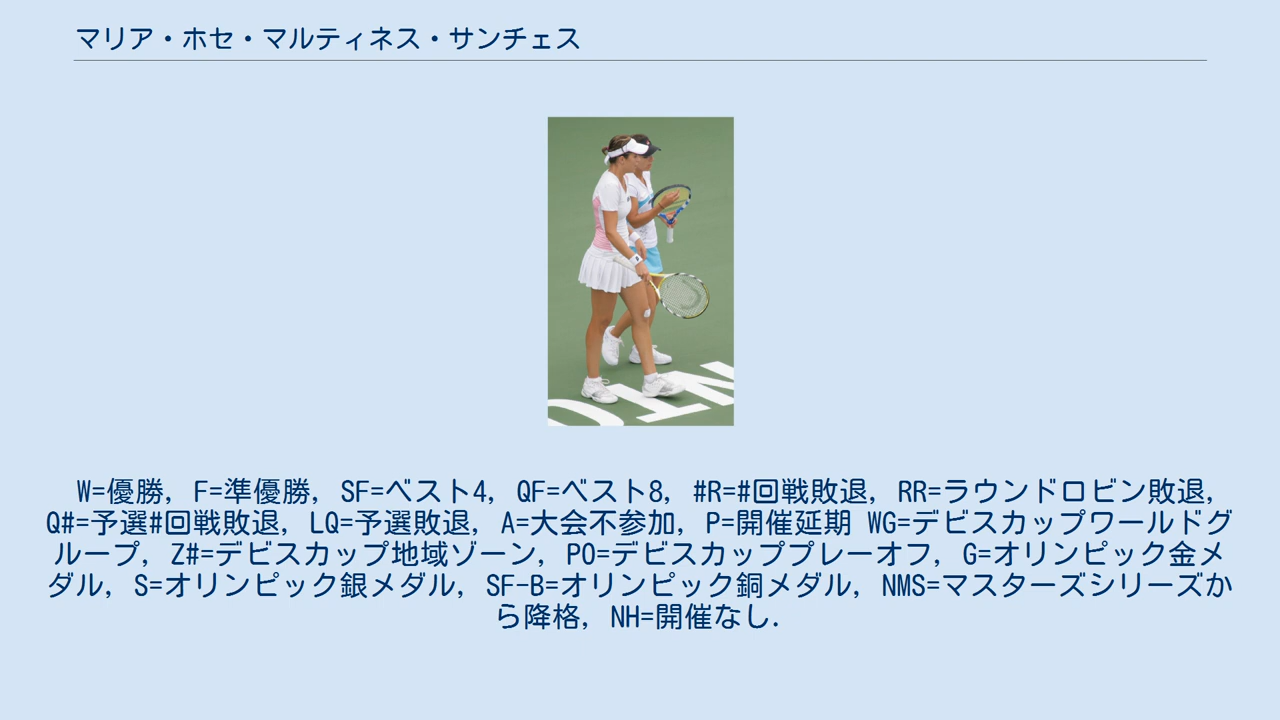 マリア・ホセ・マルティネス・サンチェス
W=優勝, F=準優勝, SF=ベスト4, QF=ベスト8, #R=#回戦敗退, RR=ラウンドロビン敗退,
Q#=予選#回戦敗退, LQ=予選敗退, A=大会不参加, P=開催延期 WG=デビスカップワールドグ
ループ, Z#=デビスカップ地域ゾーン, PO=デビスカッププレーオフ, G=オリンピック金メ
ダル, S=オリンピック銀メダル, SF-B=オリンピック銅メダル, NMS=マスターズシリーズか
ら降格, NH=開催なし.